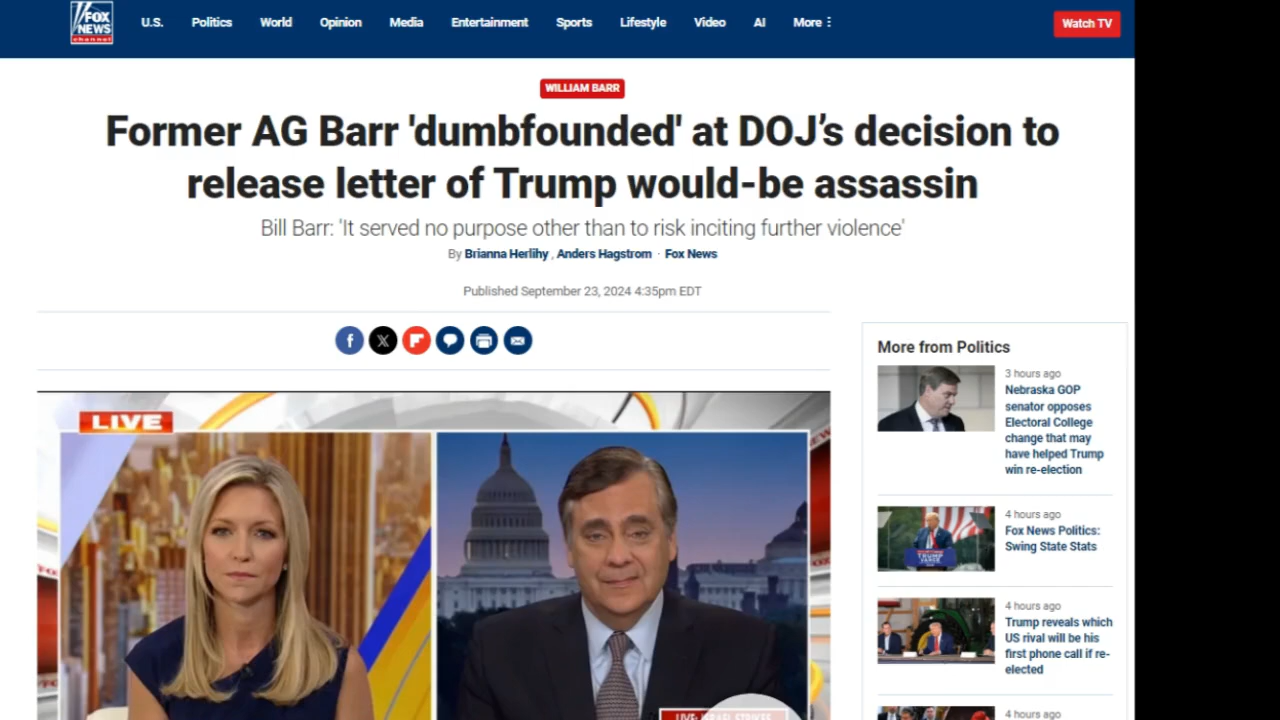 FOX
NEWS
channel
U.S. Politics World Opinion Media Entertainment Sports Lifestyle Video AI More
Watch TV
WILLIAM BARR
Former AG Barr 'dumbfounded' at DOJ’s decision to
release letter of Trump would-be assassin
Bill Barr: 'It served no purpose other than to risk inciting further violence'
By Brianna Herlihy , Anders Hagstrom · Fox News
Published September 23, 2024 4:35pm EDT
f X
LIVE
LIVE: ISRAEL STRIKES
More from Politics
3 hours ago
Nebraska GOP
senator opposes
Electoral College
change that may
have helped Trump
win re-election
4 hours ago
Fox News Politics:
Swing State Stats
TRUMP
VANCE
4 hours ago
Trump reveals which
US rival will be his
first phone call if re-
elected
4 hours ago